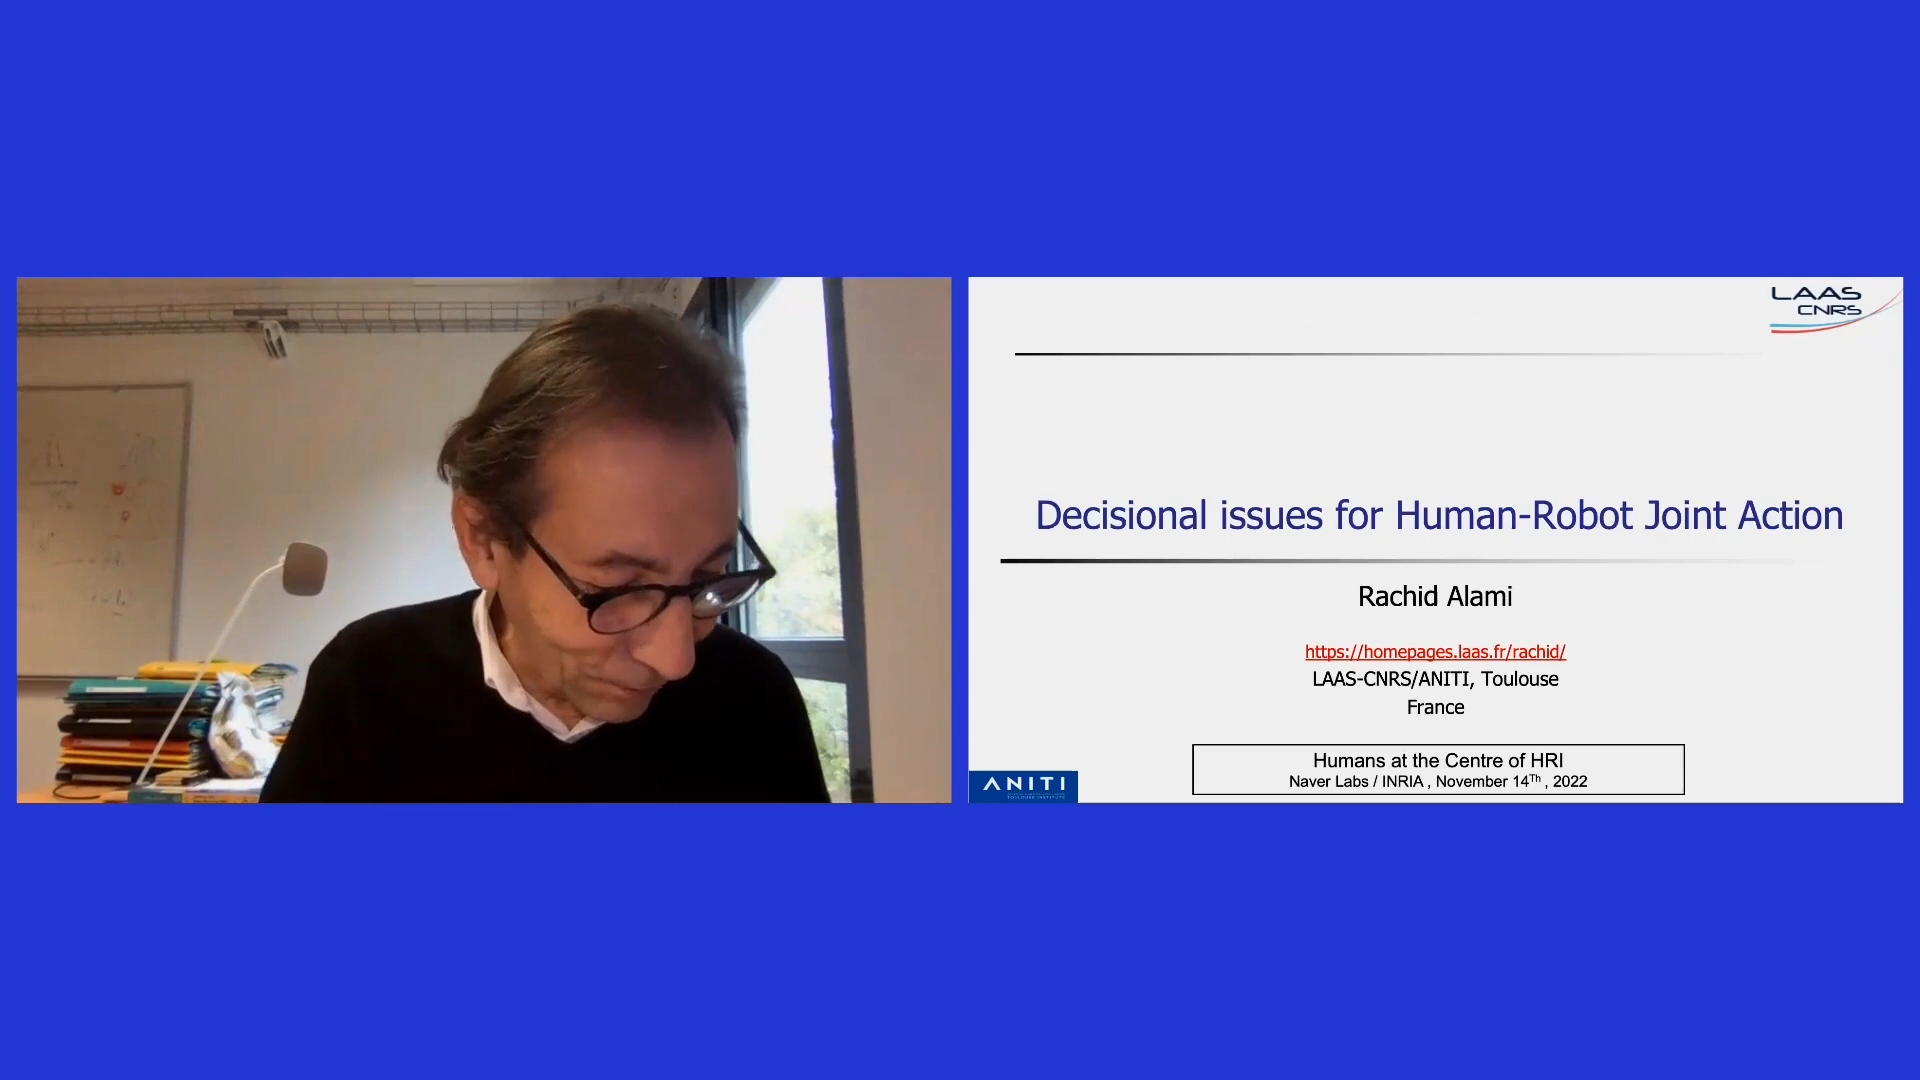 LAAS
CNRS
Decisional issues for Human-Robot Joint Action
Rachid Alami
https://homepages.laas.fr/rachid/
LAAS-CNRS/ANITI, Toulouse
France
Humans at the Centre of HRI
Naver Labs / INRIA , November 14Th , 2022
ANITI